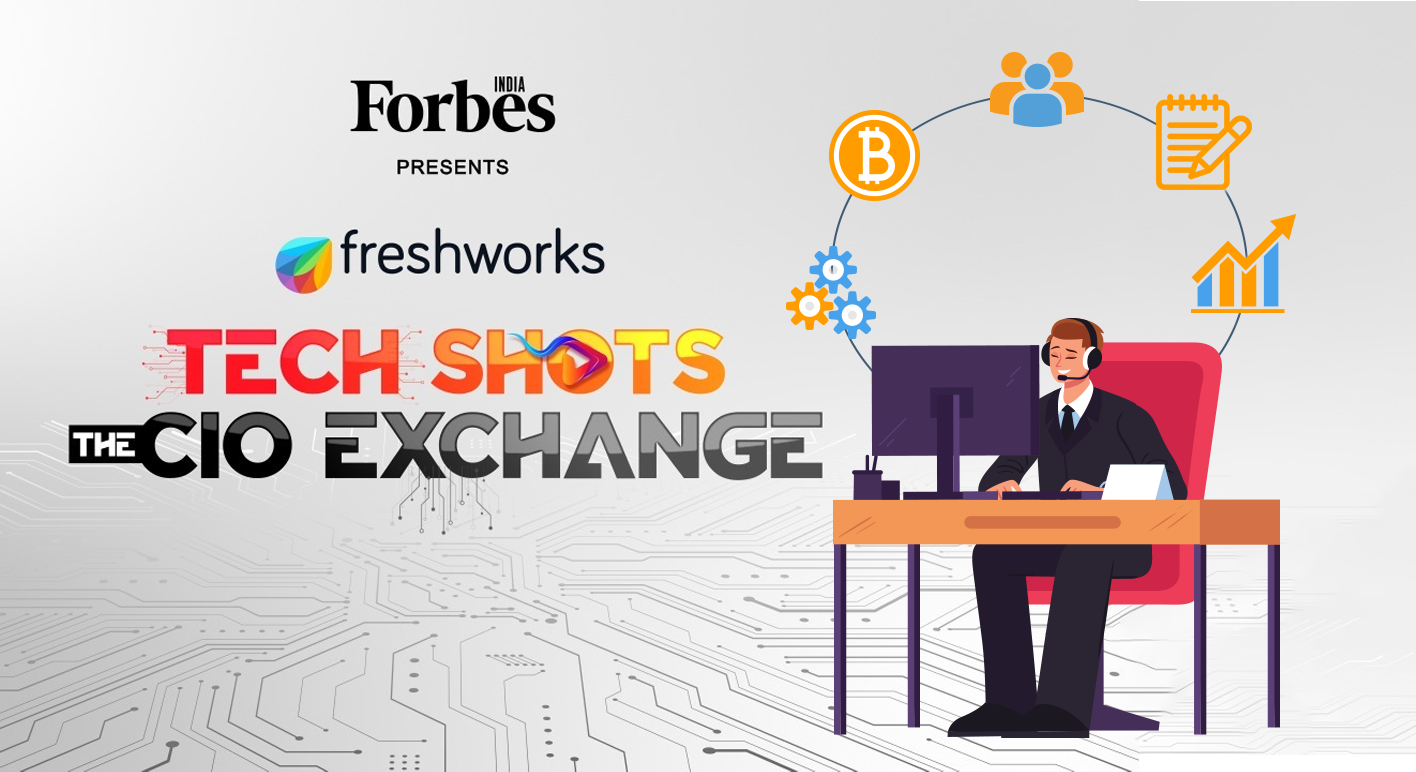 Forbes
INDIA
PRESENTS
freshworks
TECH SHOTS
THE CIO EXCHANGE